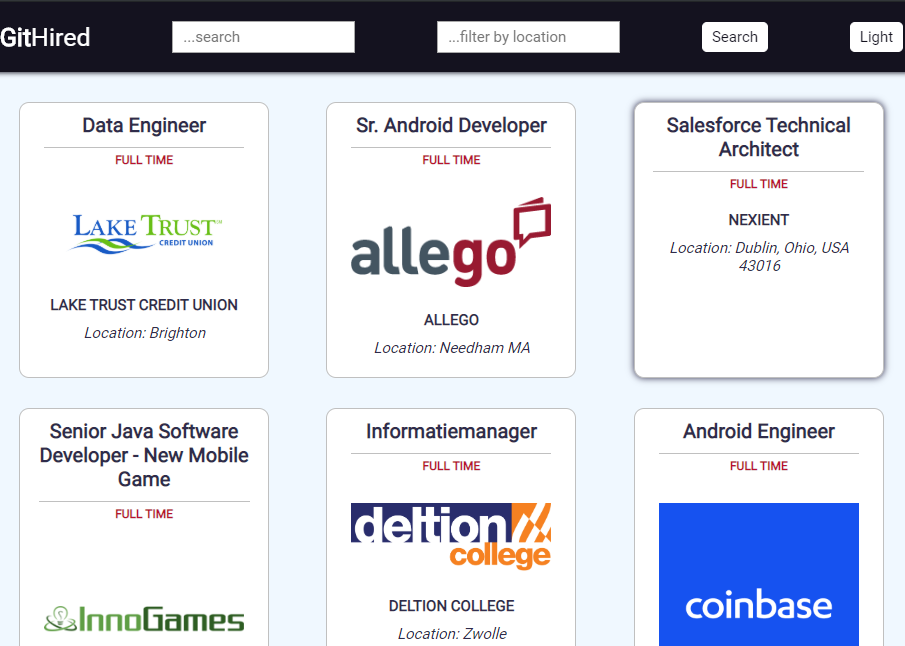 GitHired
...search
...filter by location
Search
Light
Data Engineer
FULL TIME
LAKE TRUST℠
CREDIT UNION
LAKE TRUST CREDIT UNION
Location: Brighton
Sr. Android Developer
FULL TIME
allego
ALLEGO
Location: Needham MA
Salesforce Technical
Architect
FULL TIME
NEXIENT
Location: Dublin, Ohio, USA
43016
Senior Java Software
Developer - New Mobile
Game
FULL TIME
InnoGames
Informatiemanager
FULL TIME
deltion
college
DELTION COLLEGE
Location: Zwolle
Android Engineer
FULL TIME
coinbase